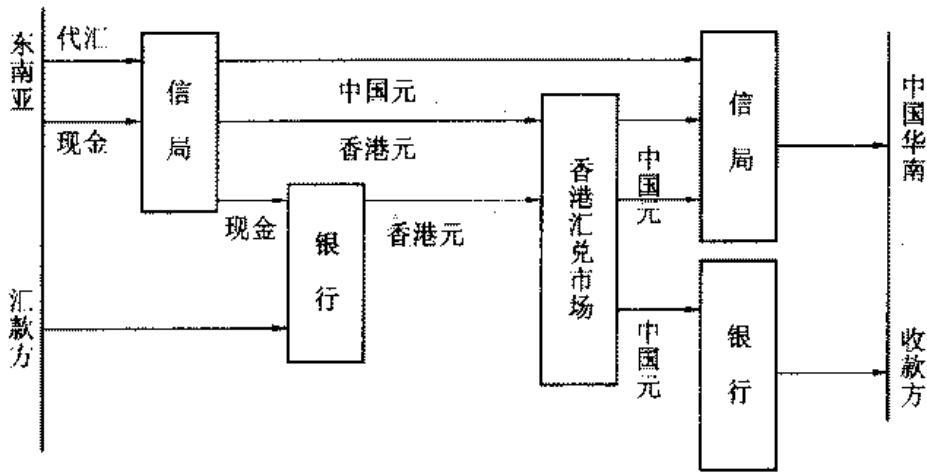 东南亚
代汇
现金
信局
中国元
香港元
现金
银行
香港元
香港汇兑市场
中国元
中国元
信局
银行
中国华南
汇款方
收款方